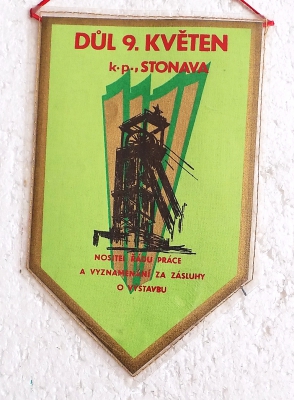 DŮL 9. KVĚTEN
k.p., STONAVA
NOSITEL ŘÁDU PRÁCE
A VYZNAMENÁNÍ ZA ZÁSLUHY
O VÝSTAVBU